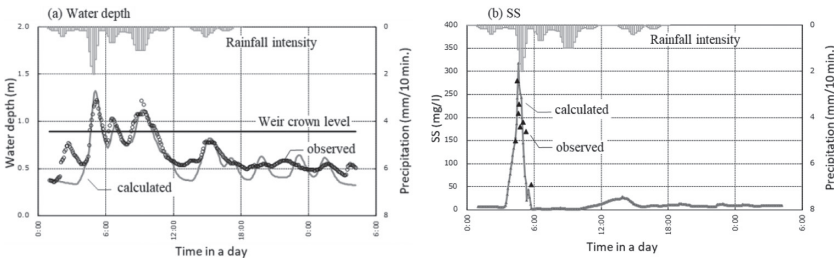 (a) Water depth
2.0
1.5
1.0
0.5
0.0
Water depth (m)
0
2
4
6
8
Precipitation (mm/10 min.)
Rainfall intensity
Weir crown level
observed
calculated
0:00
6:00
12:00
18:00
0:00
6:00
Time in a day
(b) SS
400
350
300
250
200
150
100
50
0
SS (mg/l)
0
2
4
6
8
Precipitation (mm/10 min.)
Rainfall intensity
calculated
observed
0:00
6:00
12:00
18:00
0:00
6:00
Time in a day